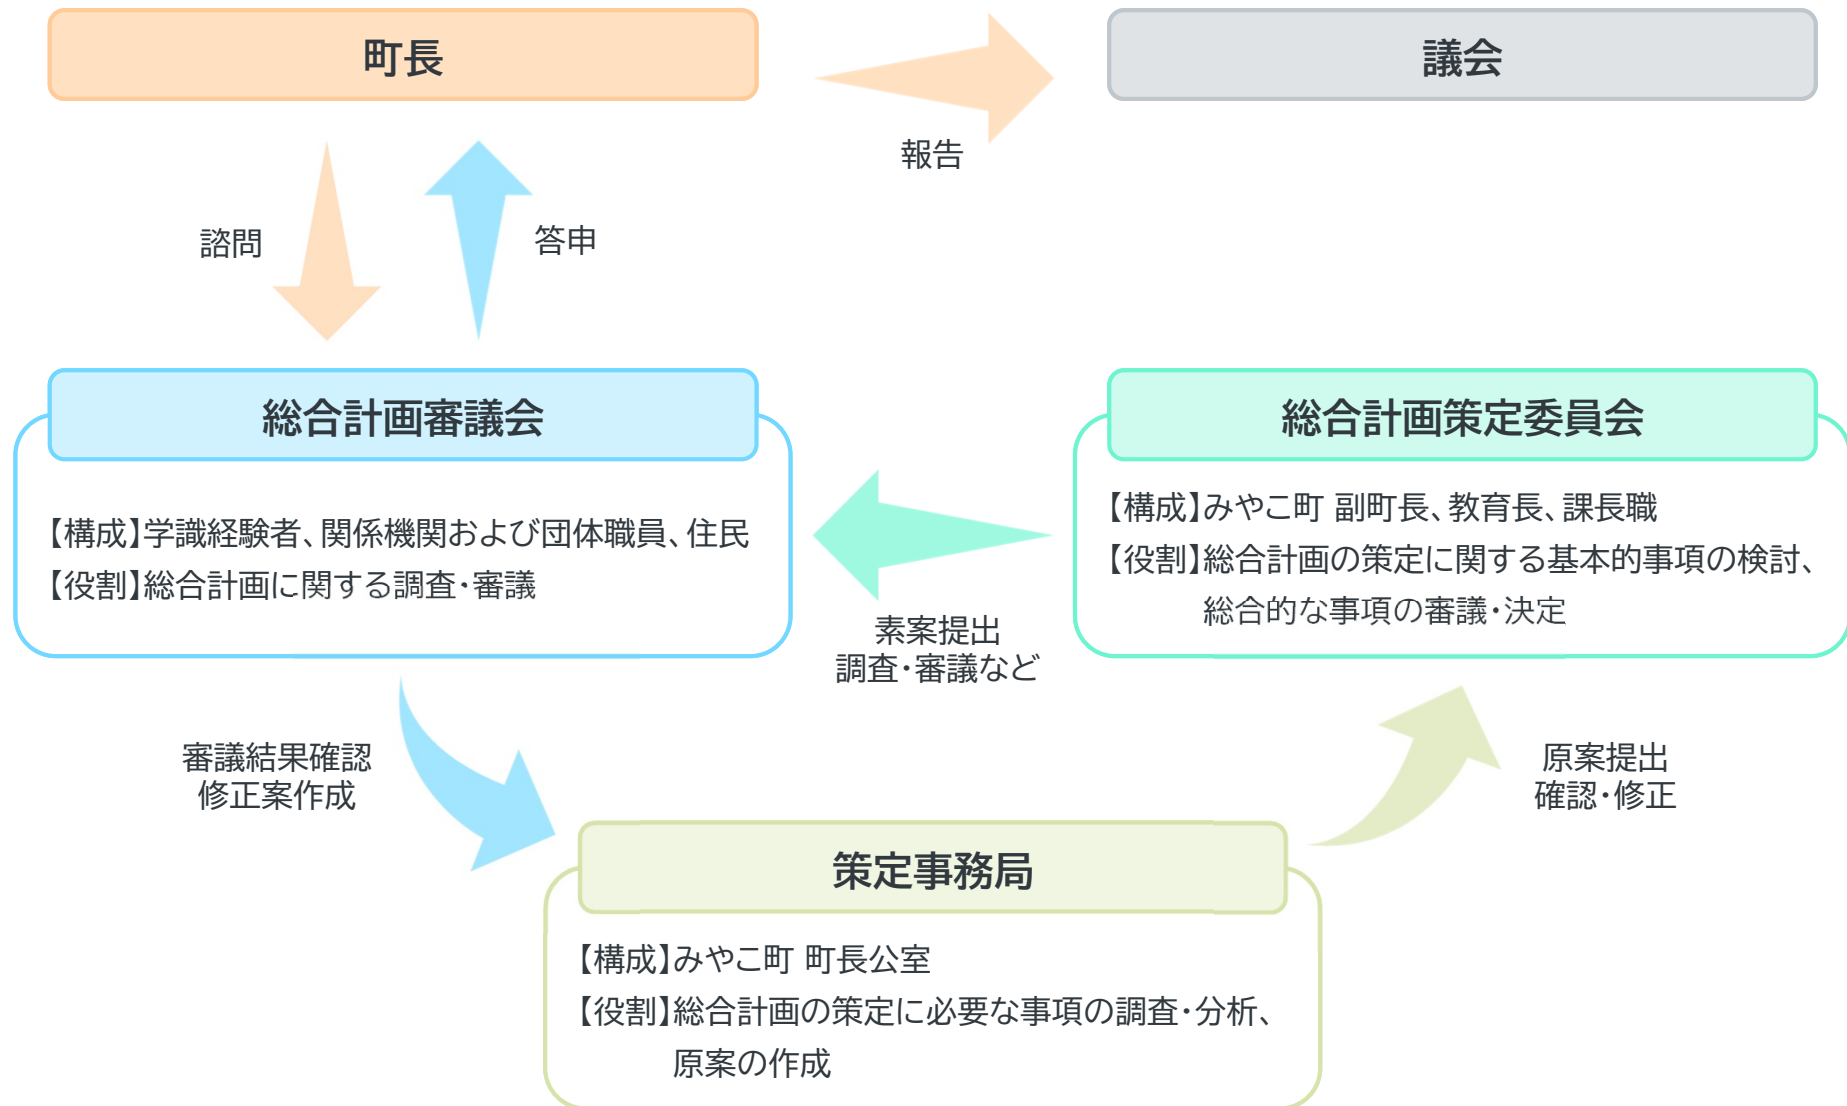 町長
議会
報告
諮問
答申
総合計画審議会
【構成】学識経験者、関係機関および団体職員、住民
【役割】総合計画に関する調査・審議
総合計画策定委員会
【構成】みやこ町 副町長、教育長、課長職
【役割】総合計画の策定に関する基本的事項の検討、
総合的な事項の審議・決定
素案提出
調査・審議など
審議結果確認
修正案作成
原案提出
確認・修正
策定事務局
【構成】みやこ町 町長公室
【役割】総合計画の策定に必要な事項の調査・分析、
原案の作成